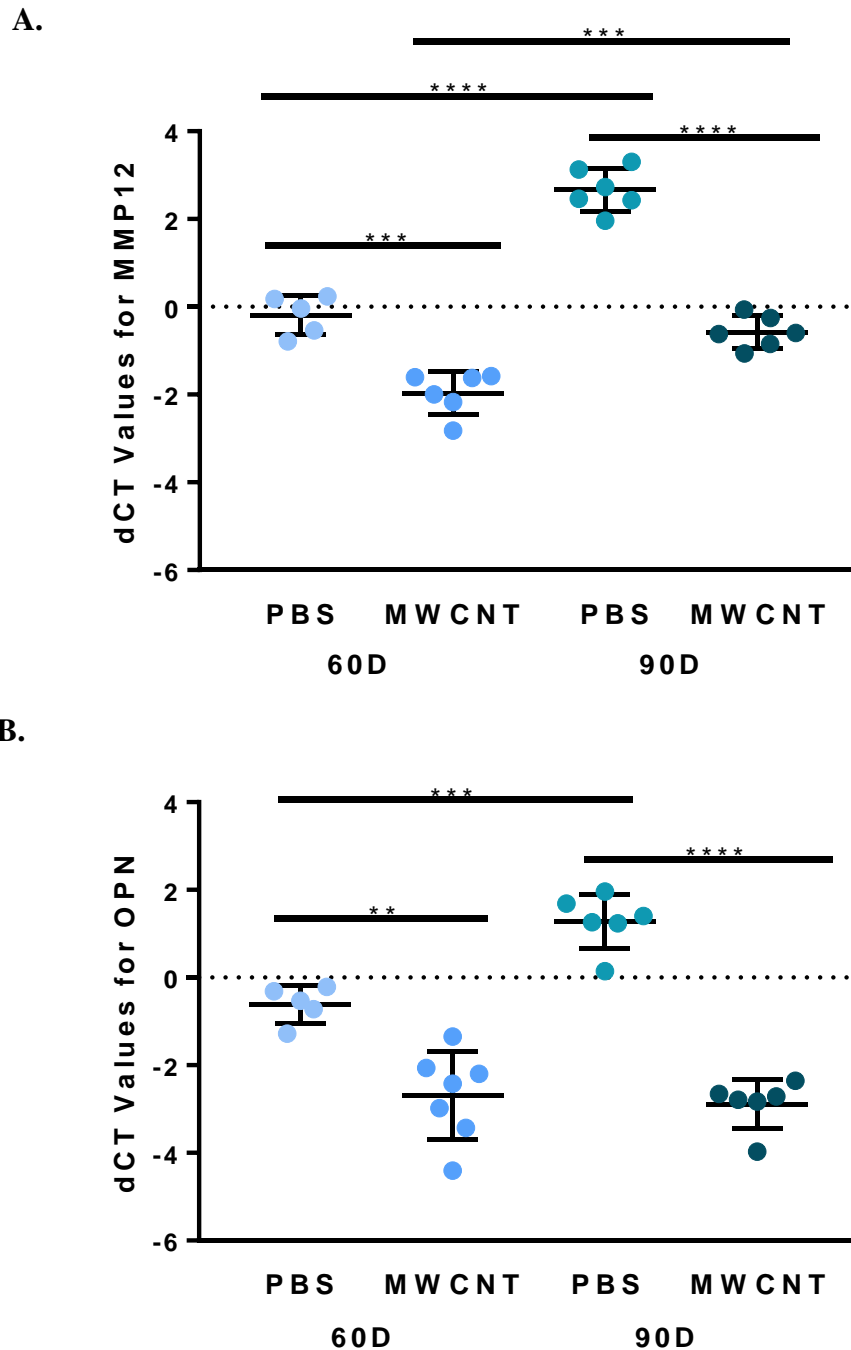 A.
***
****
****
***
dCT Values for MMP12
4
2
0
-2
-4
-6
PBS MWCNT PBS MWCNT
60D 90D
B.
***
****
**
dCT Values for OPN
4
2
0
-2
-4
-6
PBS MWCNT PBS MWCNT
60D 90D